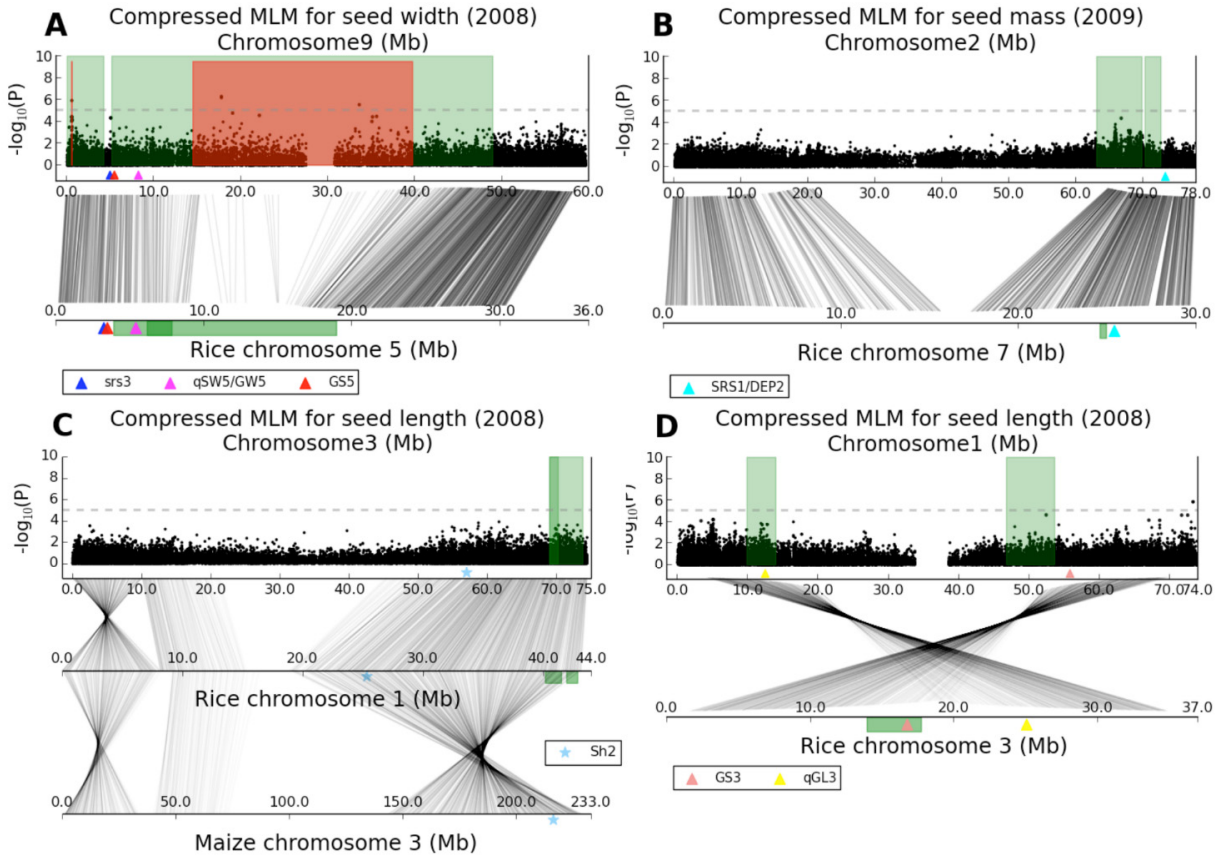 A
Compressed MLM for seed width (2008)
Chromosome9 (Mb)
-log10(P)
10
8
6
4
2
0
0.0 10.0 20.0 30.0 40.0 50.0 60.0
0.0 10.0 20.0 30.0 36.0
Rice chromosome 5 (Mb)
srs3 qSW5/GW5 GS5
B
Compressed MLM for seed mass (2009)
Chromosome2 (Mb)
-log10(P)
10
8
6
4
2
0
0.0 10.0 20.0 30.0 40.0 50.0 60.0 70.0 78.0
0.0 10.0 20.0 30.0
Rice chromosome 7 (Mb)
SRS1/DEP2
C
Compressed MLM for seed length (2008)
Chromosome3 (Mb)
-log10(P)
10
8
6
4
2
0
0.0 10.0 20.0 30.0 40.0 50.0 60.0 70.0 75.0
0.0 10.0 20.0 30.0 40.0 44.0
Rice chromosome 1 (Mb)
Sh2
0.0 50.0 100.0 150.0 200.0 233.0
Maize chromosome 3 (Mb)
D
Compressed MLM for seed length (2008)
Chromosome1 (Mb)
-log10(P)
10
8
6
4
2
0
0.0 10.0 20.0 30.0 40.0 50.0 60.0 70.0 74.0
0.0 10.0 20.0 30.0 37.0
Rice chromosome 3 (Mb)
GS3 qGL3